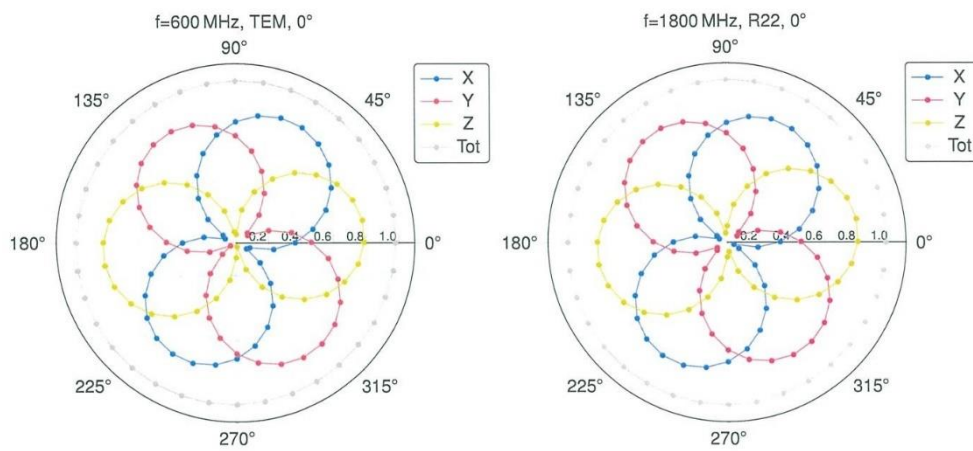 f=600 MHz, TEM, 0°
90°
X
Y
Z
Tot
135°
45°
180°
0.2 0.4 0.6 0.8 1.0
0°
225°
315°
270°
f=1800 MHz, R22, 0°
90°
X
Y
Z
Tot
135°
45°
180°
0.2 0.4 0.6 0.8 1.0
0°
225°
315°
270°